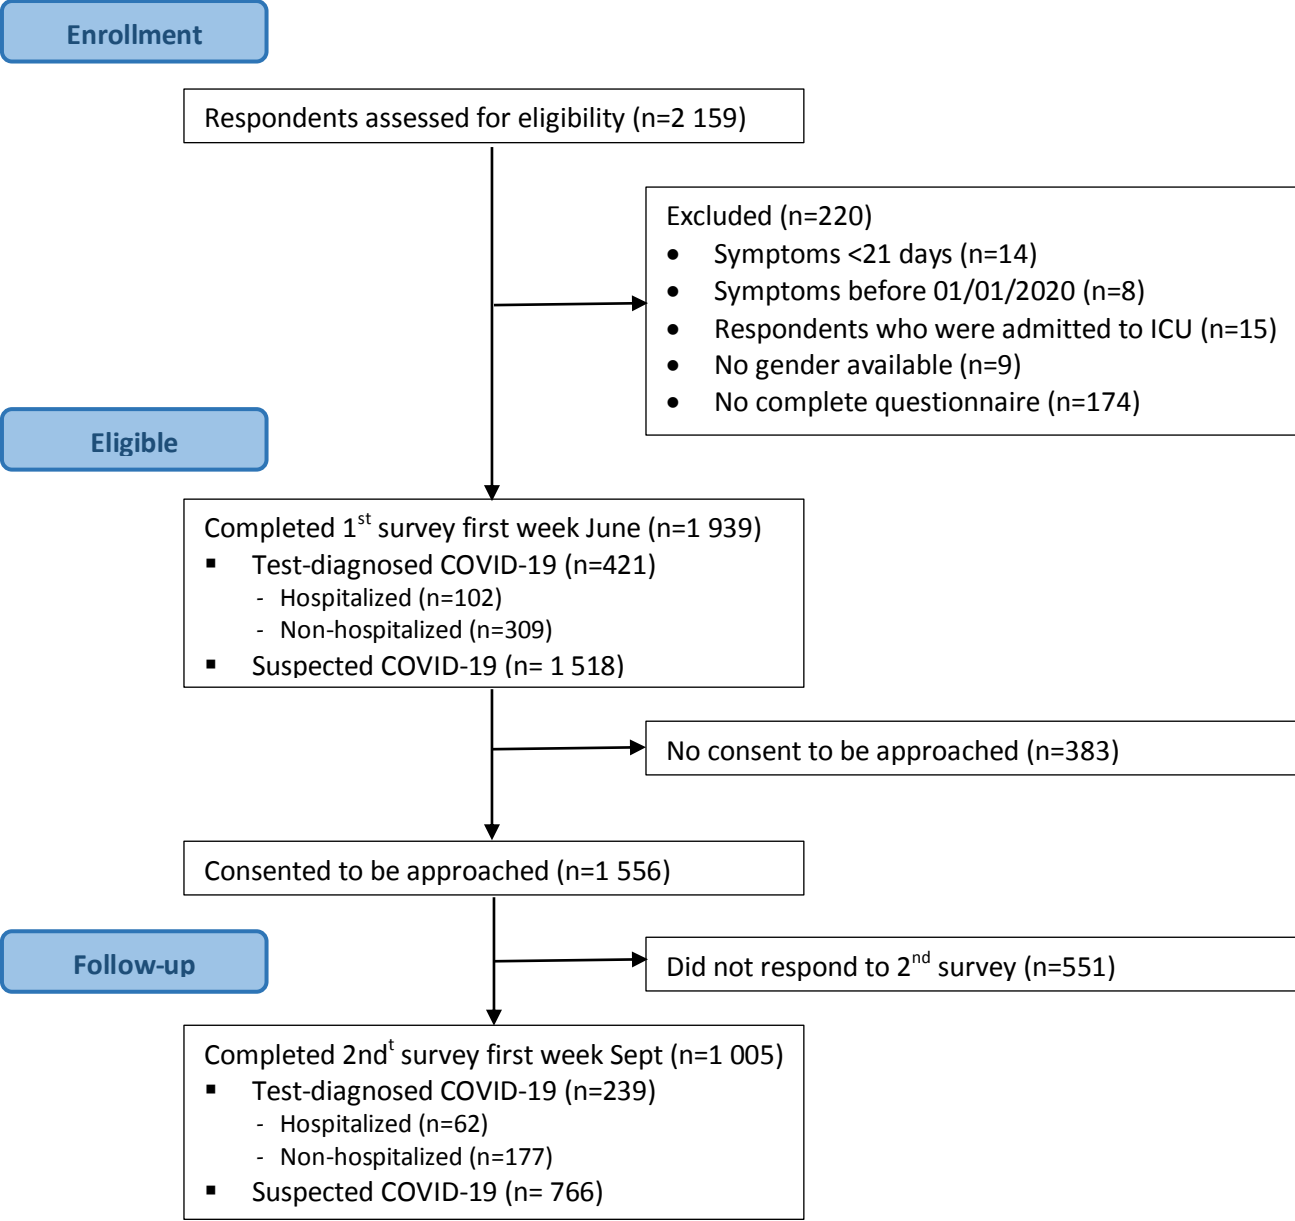 Enrollment
Respondents assessed for eligibility (n=2 159)
Excluded (n=220)
• Symptoms <21 days (n=14)
• Symptoms before 01/01/2020 (n=8)
• Respondents who were admitted to ICU (n=15)
• No gender available (n=9)
• No complete questionnaire (n=174)
Eligible
Completed 1st survey first week June (n=1 939)
▪ Test-diagnosed COVID-19 (n=421)
- Hospitalized (n=102)
- Non-hospitalized (n=309)
▪ Suspected COVID-19 (n= 1 518)
No consent to be approached (n=383)
Consented to be approached (n=1 556)
Follow-up
Did not respond to 2nd survey (n=551)
Completed 2ndt survey first week Sept (n=1 005)
▪ Test-diagnosed COVID-19 (n=239)
- Hospitalized (n=62)
- Non-hospitalized (n=177)
▪ Suspected COVID-19 (n= 766)